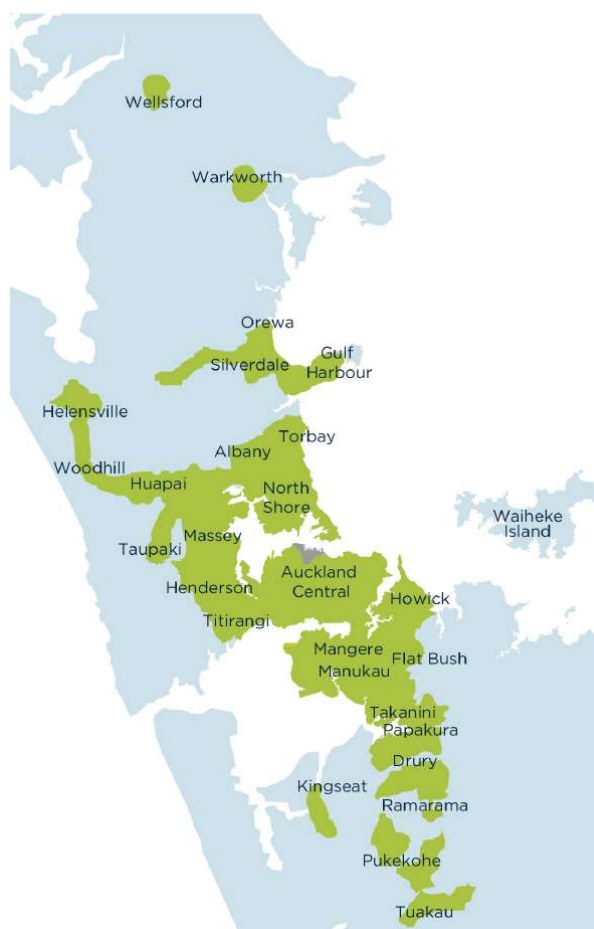 Wellsford
Warkworth
Orewa
Silverdale
Gulf
Harbour
Helensville
Torbay
Albany
Woodhill
Huapai
North
Shore
Waiheke
Island
Massey
Taupaki
Auckland
Central
Henderson
Howick
Titirangi
Mangere
Flat Bush
Manukau
Takanini
Papakura
Drury
Kingseat
Ramarama
Pukekohe
Tuakau